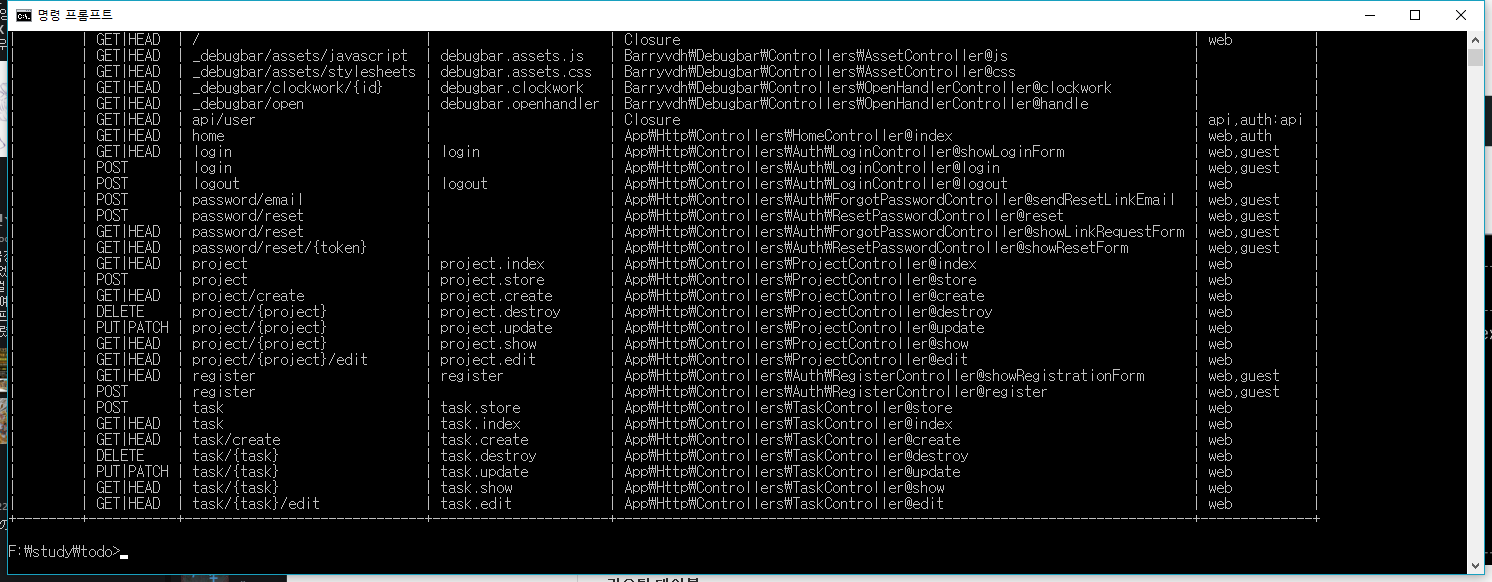 명령 프롬프트
| | GET|HEAD | / | | Closure | web |
| | GET|HEAD | _debugbar/assets/javascript | debugbar.assets.js | Barryvdh₩Debugbar₩Controllers₩AssetController@js | |
| | GET|HEAD | _debugbar/assets/stylesheets | debugbar.assets.css | Barryvdh₩Debugbar₩Controllers₩AssetController@css | |
| | GET|HEAD | _debugbar/clockwork/{id} | debugbar.clockwork | Barryvdh₩Debugbar₩Controllers₩OpenHandlerController@clockwork | |
| | GET|HEAD | _debugbar/open | debugbar.openhandler | Barryvdh₩Debugbar₩Controllers₩OpenHandlerController@handle | |
| | GET|HEAD | api/user | | Closure | api,auth:api |
| | GET|HEAD | home | | App₩Http₩Controllers₩HomeController@index | web,auth |
| | GET|HEAD | login | login | App₩Http₩Controllers₩Auth₩LoginController@showLoginForm | web,guest |
| | POST | login | | App₩Http₩Controllers₩Auth₩LoginController@login | web,guest |
| | POST | logout | logout | App₩Http₩Controllers₩Auth₩LoginController@logout | web |
| | POST | password/email | | App₩Http₩Controllers₩Auth₩ForgotPasswordController@sendResetLinkEmail | web,guest |
| | POST | password/reset | | App₩Http₩Controllers₩Auth₩ResetPasswordController@reset | web,guest |
| | GET|HEAD | password/reset | | App₩Http₩Controllers₩Auth₩ForgotPasswordController@showLinkRequestForm | web,guest |
| | GET|HEAD | password/reset/{token} | | App₩Http₩Controllers₩Auth₩ResetPasswordController@showResetForm | web,guest |
| | GET|HEAD | project | project.index | App₩Http₩Controllers₩ProjectController@index | web |
| | POST | project | project.store | App₩Http₩Controllers₩ProjectController@store | web |
| | GET|HEAD | project/create | project.create | App₩Http₩Controllers₩ProjectController@create | web |
| | DELETE | project/{project} | project.destroy | App₩Http₩Controllers₩ProjectController@destroy | web |
| | PUT|PATCH | project/{project} | project.update | App₩Http₩Controllers₩ProjectController@update | web |
| | GET|HEAD | project/{project} | project.show | App₩Http₩Controllers₩ProjectController@show | web |
| | GET|HEAD | project/{project}/edit | project.edit | App₩Http₩Controllers₩ProjectController@edit | web |
| | GET|HEAD | register | register | App₩Http₩Controllers₩Auth₩RegisterController@showRegistrationForm | web,guest |
| | POST | register | | App₩Http₩Controllers₩Auth₩RegisterController@register | web,guest |
| | POST | task | task.store | App₩Http₩Controllers₩TaskController@store | web |
| | GET|HEAD | task | task.index | App₩Http₩Controllers₩TaskController@index | web |
| | GET|HEAD | task/create | task.create | App₩Http₩Controllers₩TaskController@create | web |
| | DELETE | task/{task} | task.destroy | App₩Http₩Controllers₩TaskController@destroy | web |
| | PUT|PATCH | task/{task} | task.update | App₩Http₩Controllers₩TaskController@update | web |
| | GET|HEAD | task/{task} | task.show | App₩Http₩Controllers₩TaskController@show | web |
| | GET|HEAD | task/{task}/edit | task.edit | App₩Http₩Controllers₩TaskController@edit | web |
F:₩study₩todo>